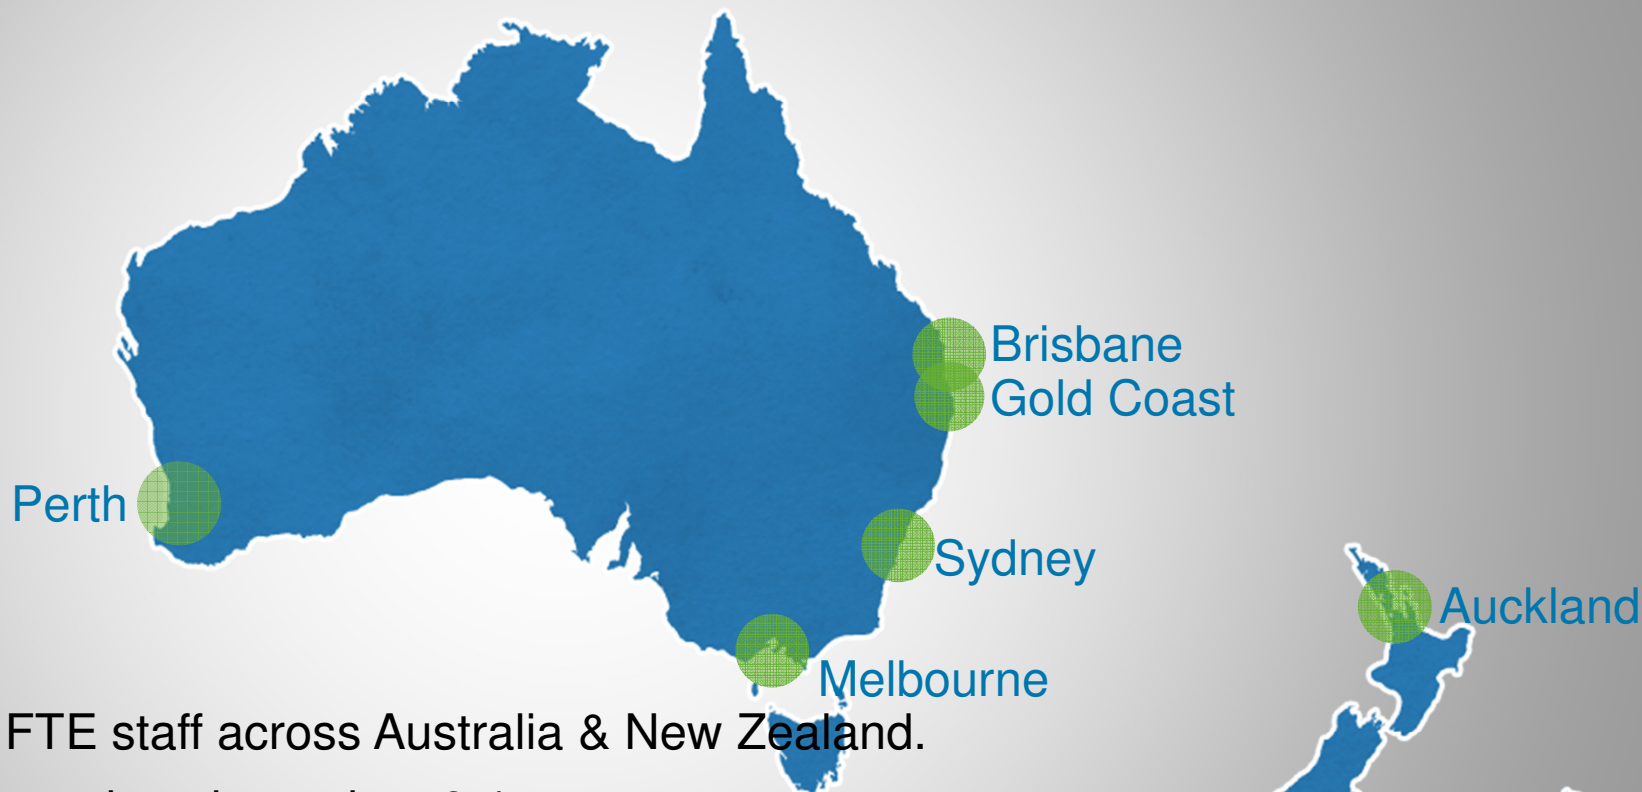 Brisbane
Gold Coast
Perth
Sydney
Auckland
Melbourne
FTE staff across Australia & New Zealand.